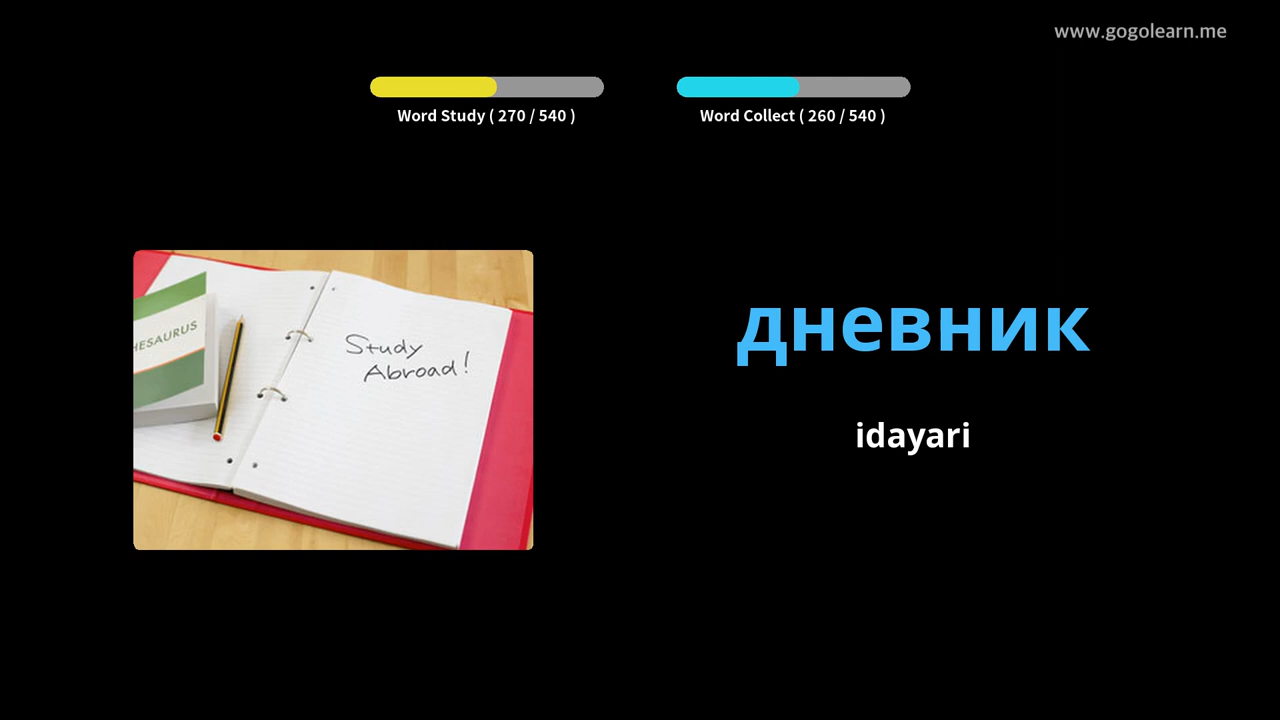 www.gogolearn.me
Word Study ( 270 / 540 )
Word Collect ( 260 / 540 )
HESAURUS
Study
Abroad!
дневник
idayari